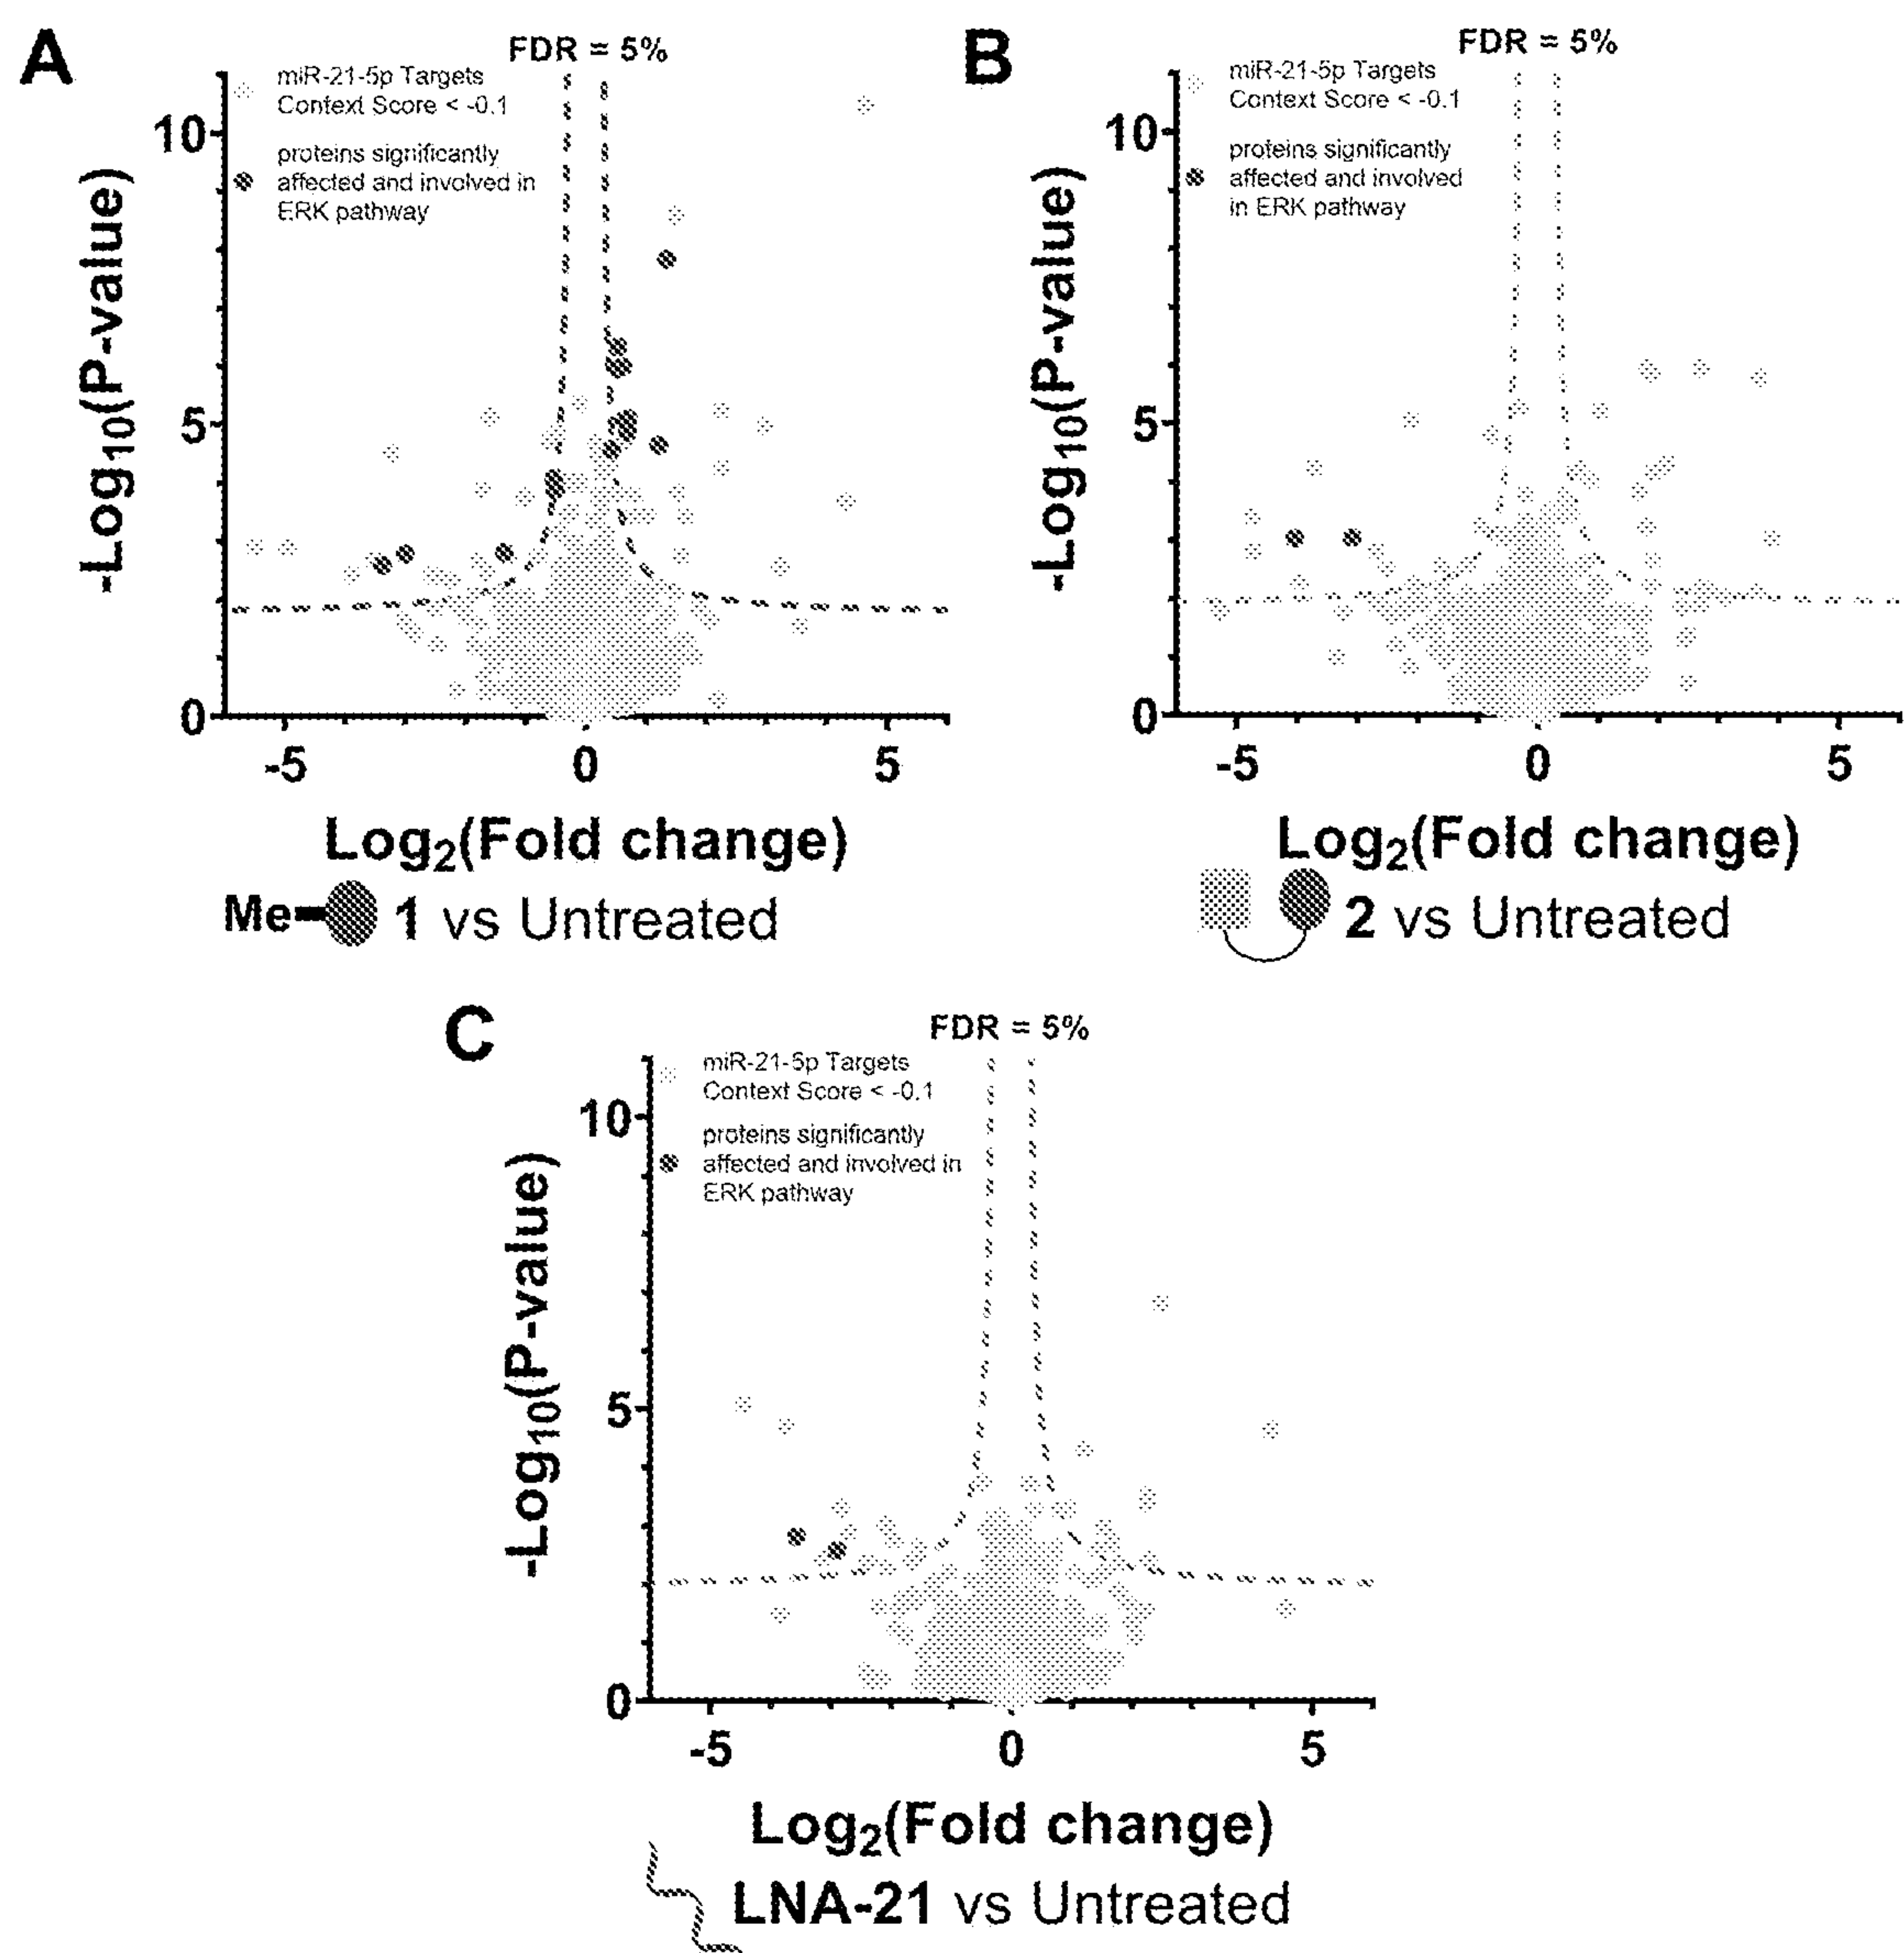 A
FDR = 5%
miR-21-5p Targets
Context Score < -0.1
proteins significantly
affected and involved in
ERK pathway
-Log10(P-value)
10
5
0
-5
0
5
Log2(Fold change)
Me
1 vs Untreated
B
FDR = 5%
miR-21-5p Targets
Context Score < -0.1
proteins significantly
affected and involved
in ERK pathway
-Log10(P-value)
10
5
0
-5
0
5
Log2(Fold change)
2 vs Untreated
C
FDR = 5%
miR-21-5p Targets
Context Score < -0.1
proteins significantly
affected and involved in
ERK pathway
-Log10(P-value)
10
5
0
-5
0
5
Log2(Fold change)
LNA-21 vs Untreated